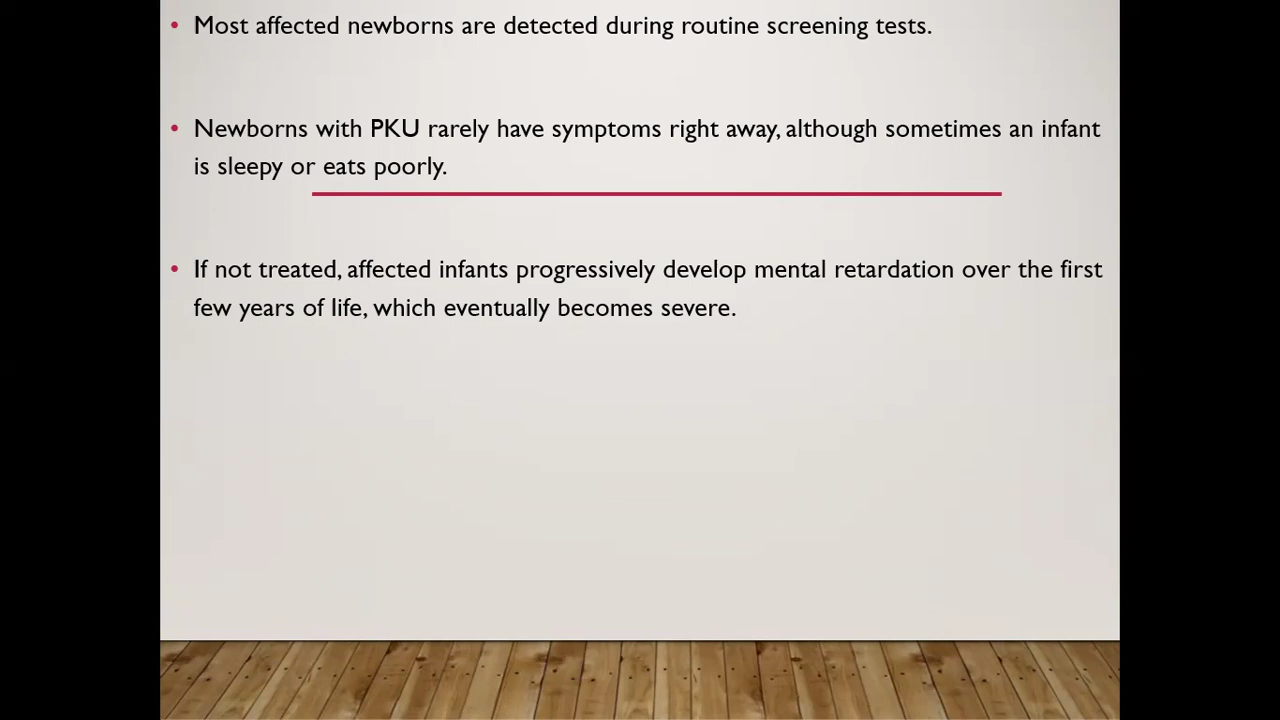 • Most affected newborns are detected during routine screening tests.
• Newborns with PKU rarely have symptoms right away, although sometimes an infant
is sleepy or eats poorly.
• If not treated, affected infants progressively develop mental retardation over the first
few years of life, which eventually becomes severe.